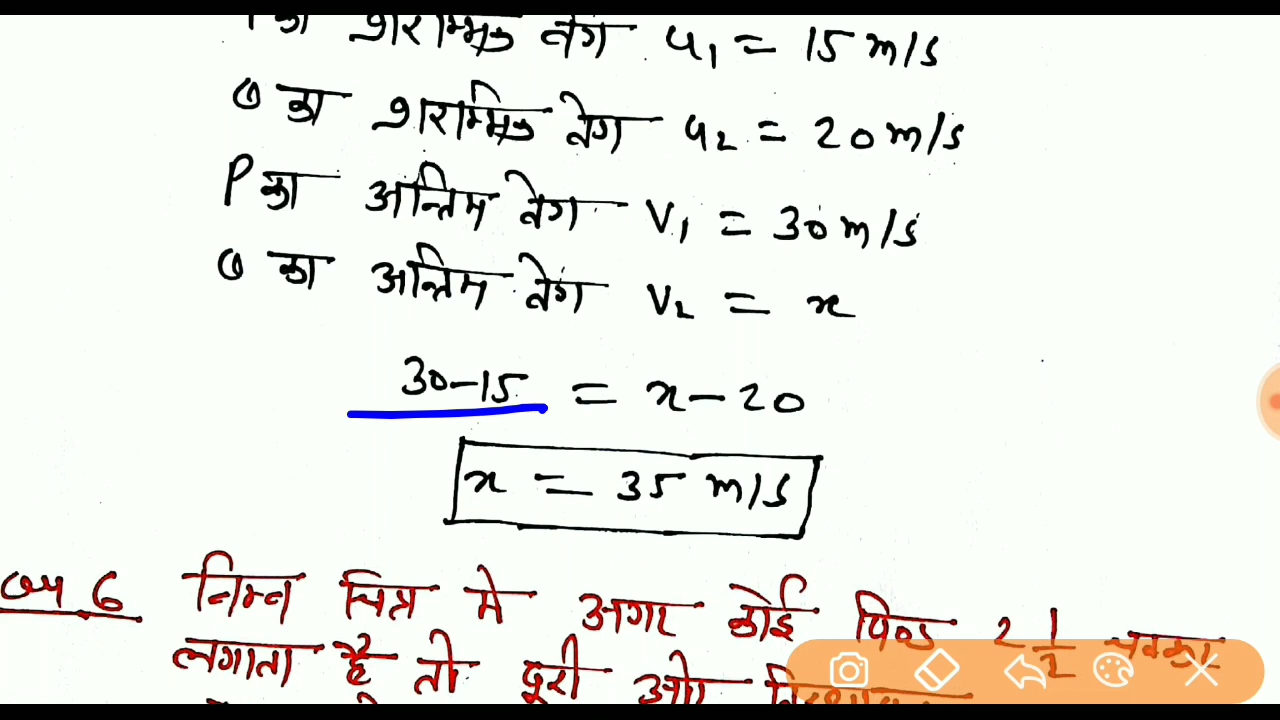 का प्रारम्भिक वेग u₁ = 15 m/s
Q का प्रारम्भिक वेग u₂ = 20 m/s
P का अन्तिम वेग v₁ = 30 m/s
Q का अन्तिम वेग v₂ = x
30-15 = x-20
x = 35 m/s
6 निम्न चित्र में अगर कोई पिण्ड 2 1/2 चक्कर
लगाता है तो दूरी और